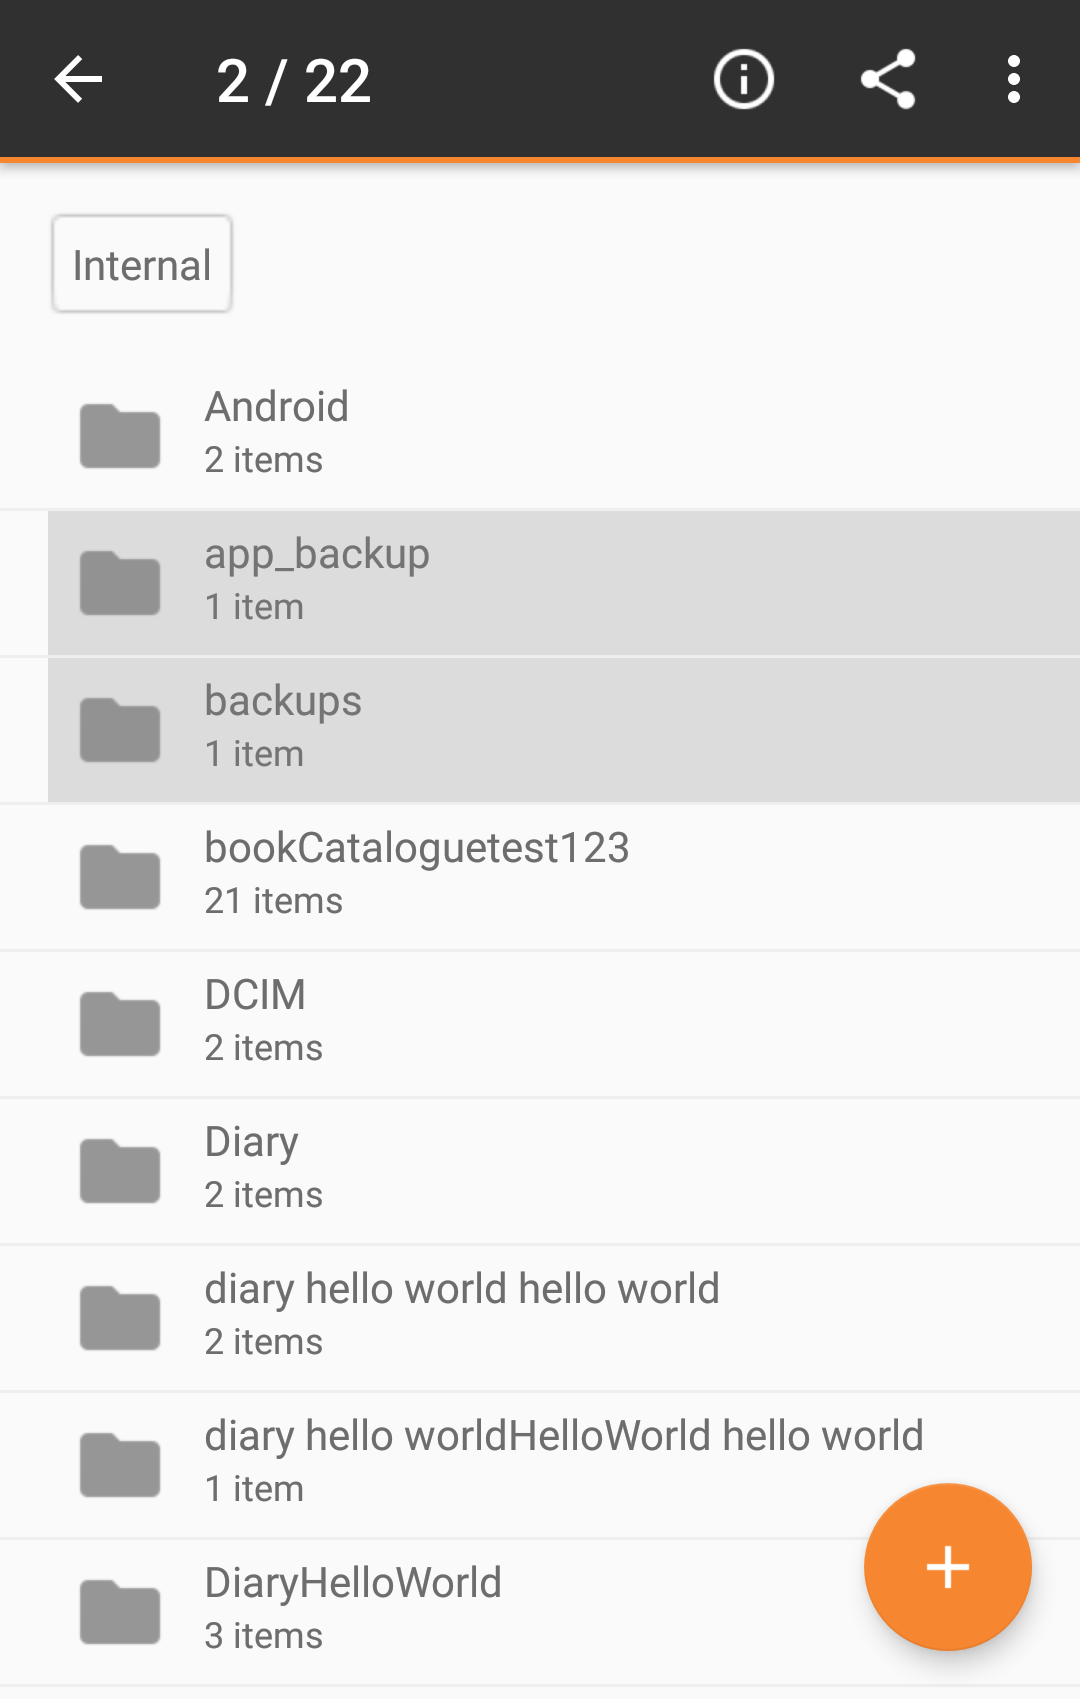 2 / 22
Internal
Android
2 items
app_backup
1 item
backups
1 item
bookCataloguetest123
21 items
DCIM
2 items
Diary
2 items
diary hello world hello world
2 items
diary hello worldHelloWorld hello world
1 item
DiaryHelloWorld
3 items